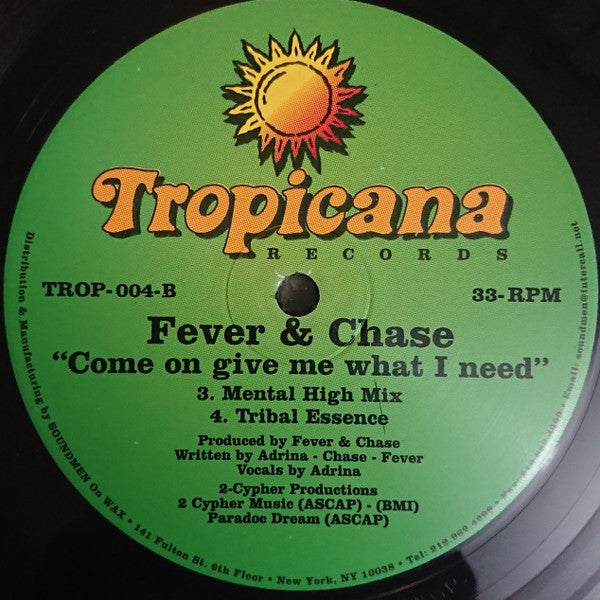 Tropicana
RECORDS
TROP-004-B
33-RPM
Fever & Chase
"Come on give me what I need"
3. Mental High Mix
4. Tribal Essence
Produced by Fever & Chase
Written by Adrina - Chase - Fever
Vocals by Adrina
2-Cypher Productions
2 Cypher Music (ASCAP) - (BMI)
Paradoc Dream (ASCAP)
Distribution & Manufacturing by SOUNDMEN On WAX • 141 Fulton St. 6th Floor • New York, NY 10038 • Tel: 212 962 • Email: soundmen@intercall.net